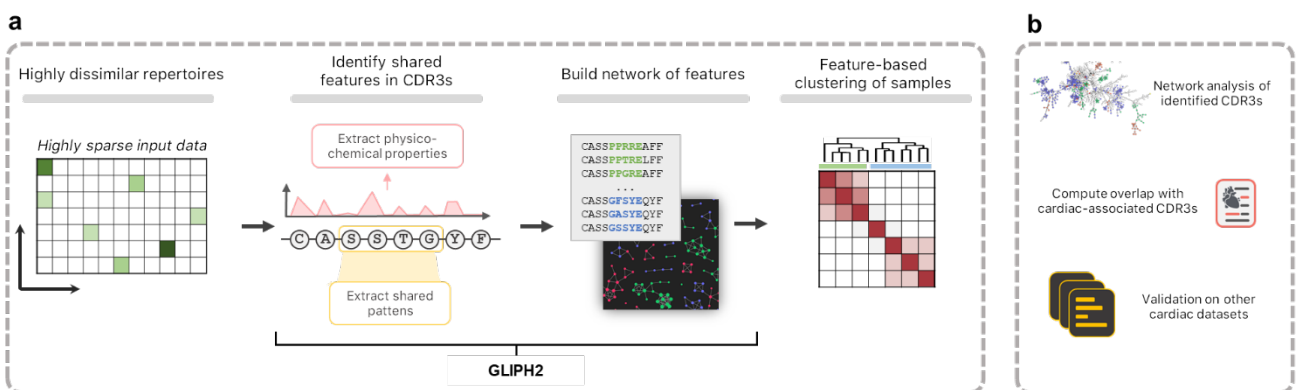 a
Highly dissimilar repertoires
Identify shared
features in CDR3s
Build network of features
Feature-based
clustering of samples
Highly sparse input data
Extract physico-
chemical properties
C A S S T G Y F
Extract shared
pattens
CASSPPRREAFF
CASSPPTRELFF
CASSPPGREAFF
...
CASSGFSYEQYF
CASSGASYEQYF
CASSGSSYEQYF
GLIPH2
b
Network analysis of
identified CDR3s
Compute overlap with
cardiac-associated CDR3s
Validation on other
cardiac datasets